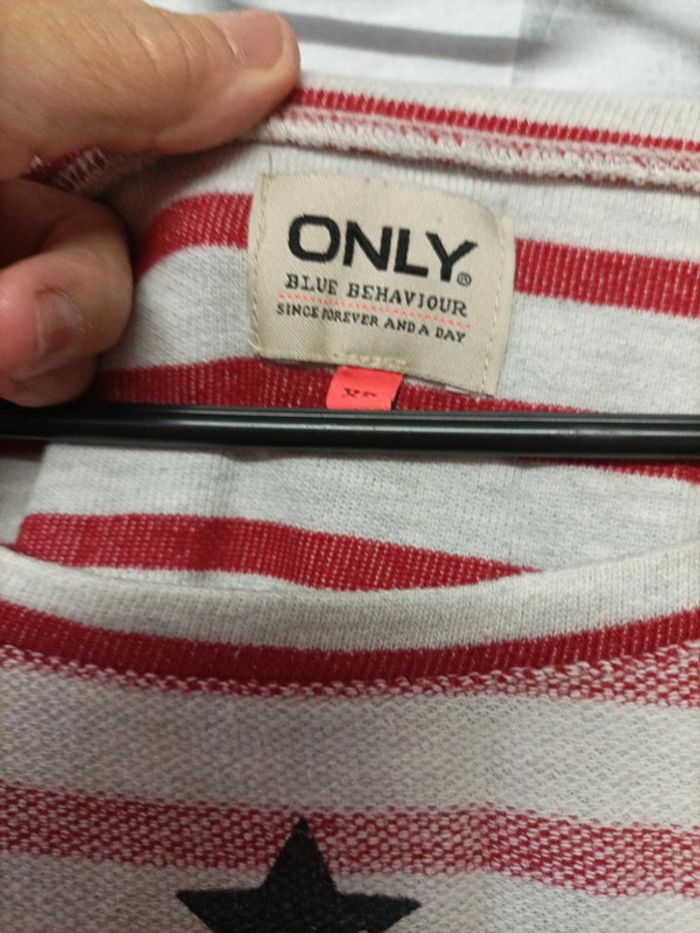 ONLY®
BLUE BEHAVIOUR
SINCE FOREVER AND A DAY